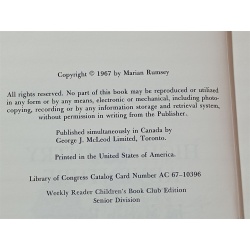 Copyright © 1967 by Marian Rumsey
All rights reserved. No part of this book may be reproduced or utilized
in any form or by any means, electronic or mechanical, including photo-
copying, recording or by any information storage and retrieval system,
without permission in writing from the Publisher.
Published simultaneously in Canada by
George J. McLeod Limited, Toronto.
Printed in the United States of America.
Library of Congress Catalog Card Number AC 67-10396
Weekly Reader Children's Book Club Edition
Senior Division